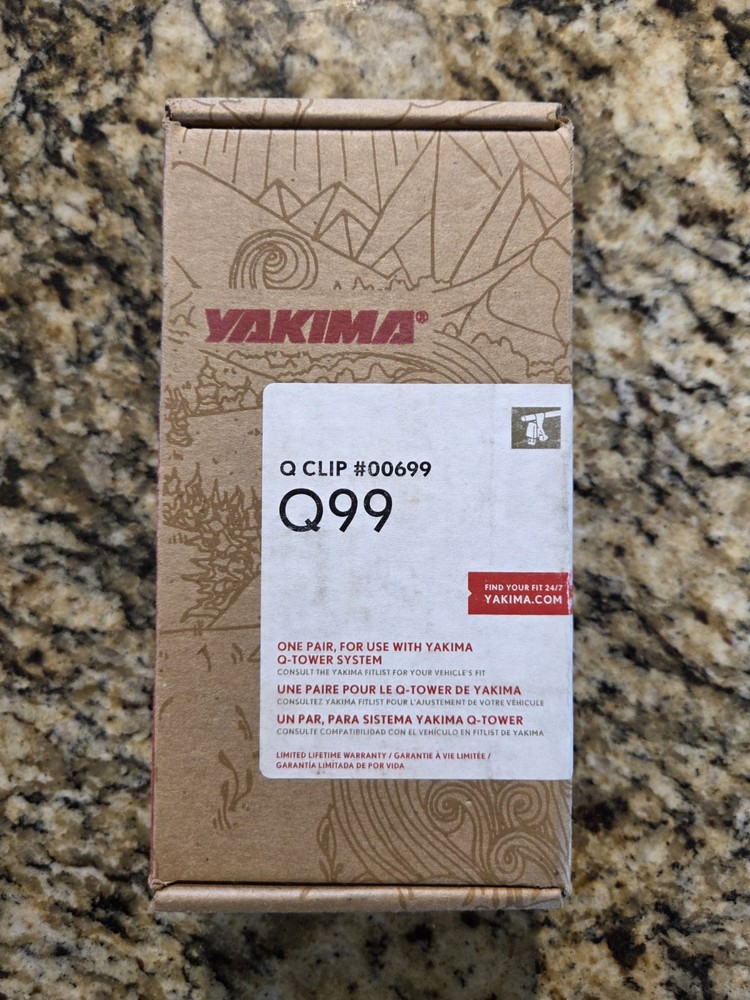 YAKIMA®
Q CLIP #00699
Q99
FIND YOUR FIT 24/7
YAKIMA.COM
ONE PAIR, FOR USE WITH YAKIMA
Q-TOWER SYSTEM
CONSULT THE YAKIMA FITLIST FOR YOUR VEHICLE'S FIT
UNE PAIRE POUR LE Q-TOWER DE YAKIMA
CONSULTEZ YAKIMA FITLIST POUR L'AJUSTEMENT DE VOTRE VÉHICULE
UN PAR, PARA SISTEMA YAKIMA Q-TOWER
CONSULTE COMPATIBILIDAD CON EL VEHÍCULO EN FITLIST DE YAKIMA
LIMITED LIFETIME WARRANTY / GARANTIE À VIE LIMITÉE /
GARANTÍA LIMITADA DE POR VIDA